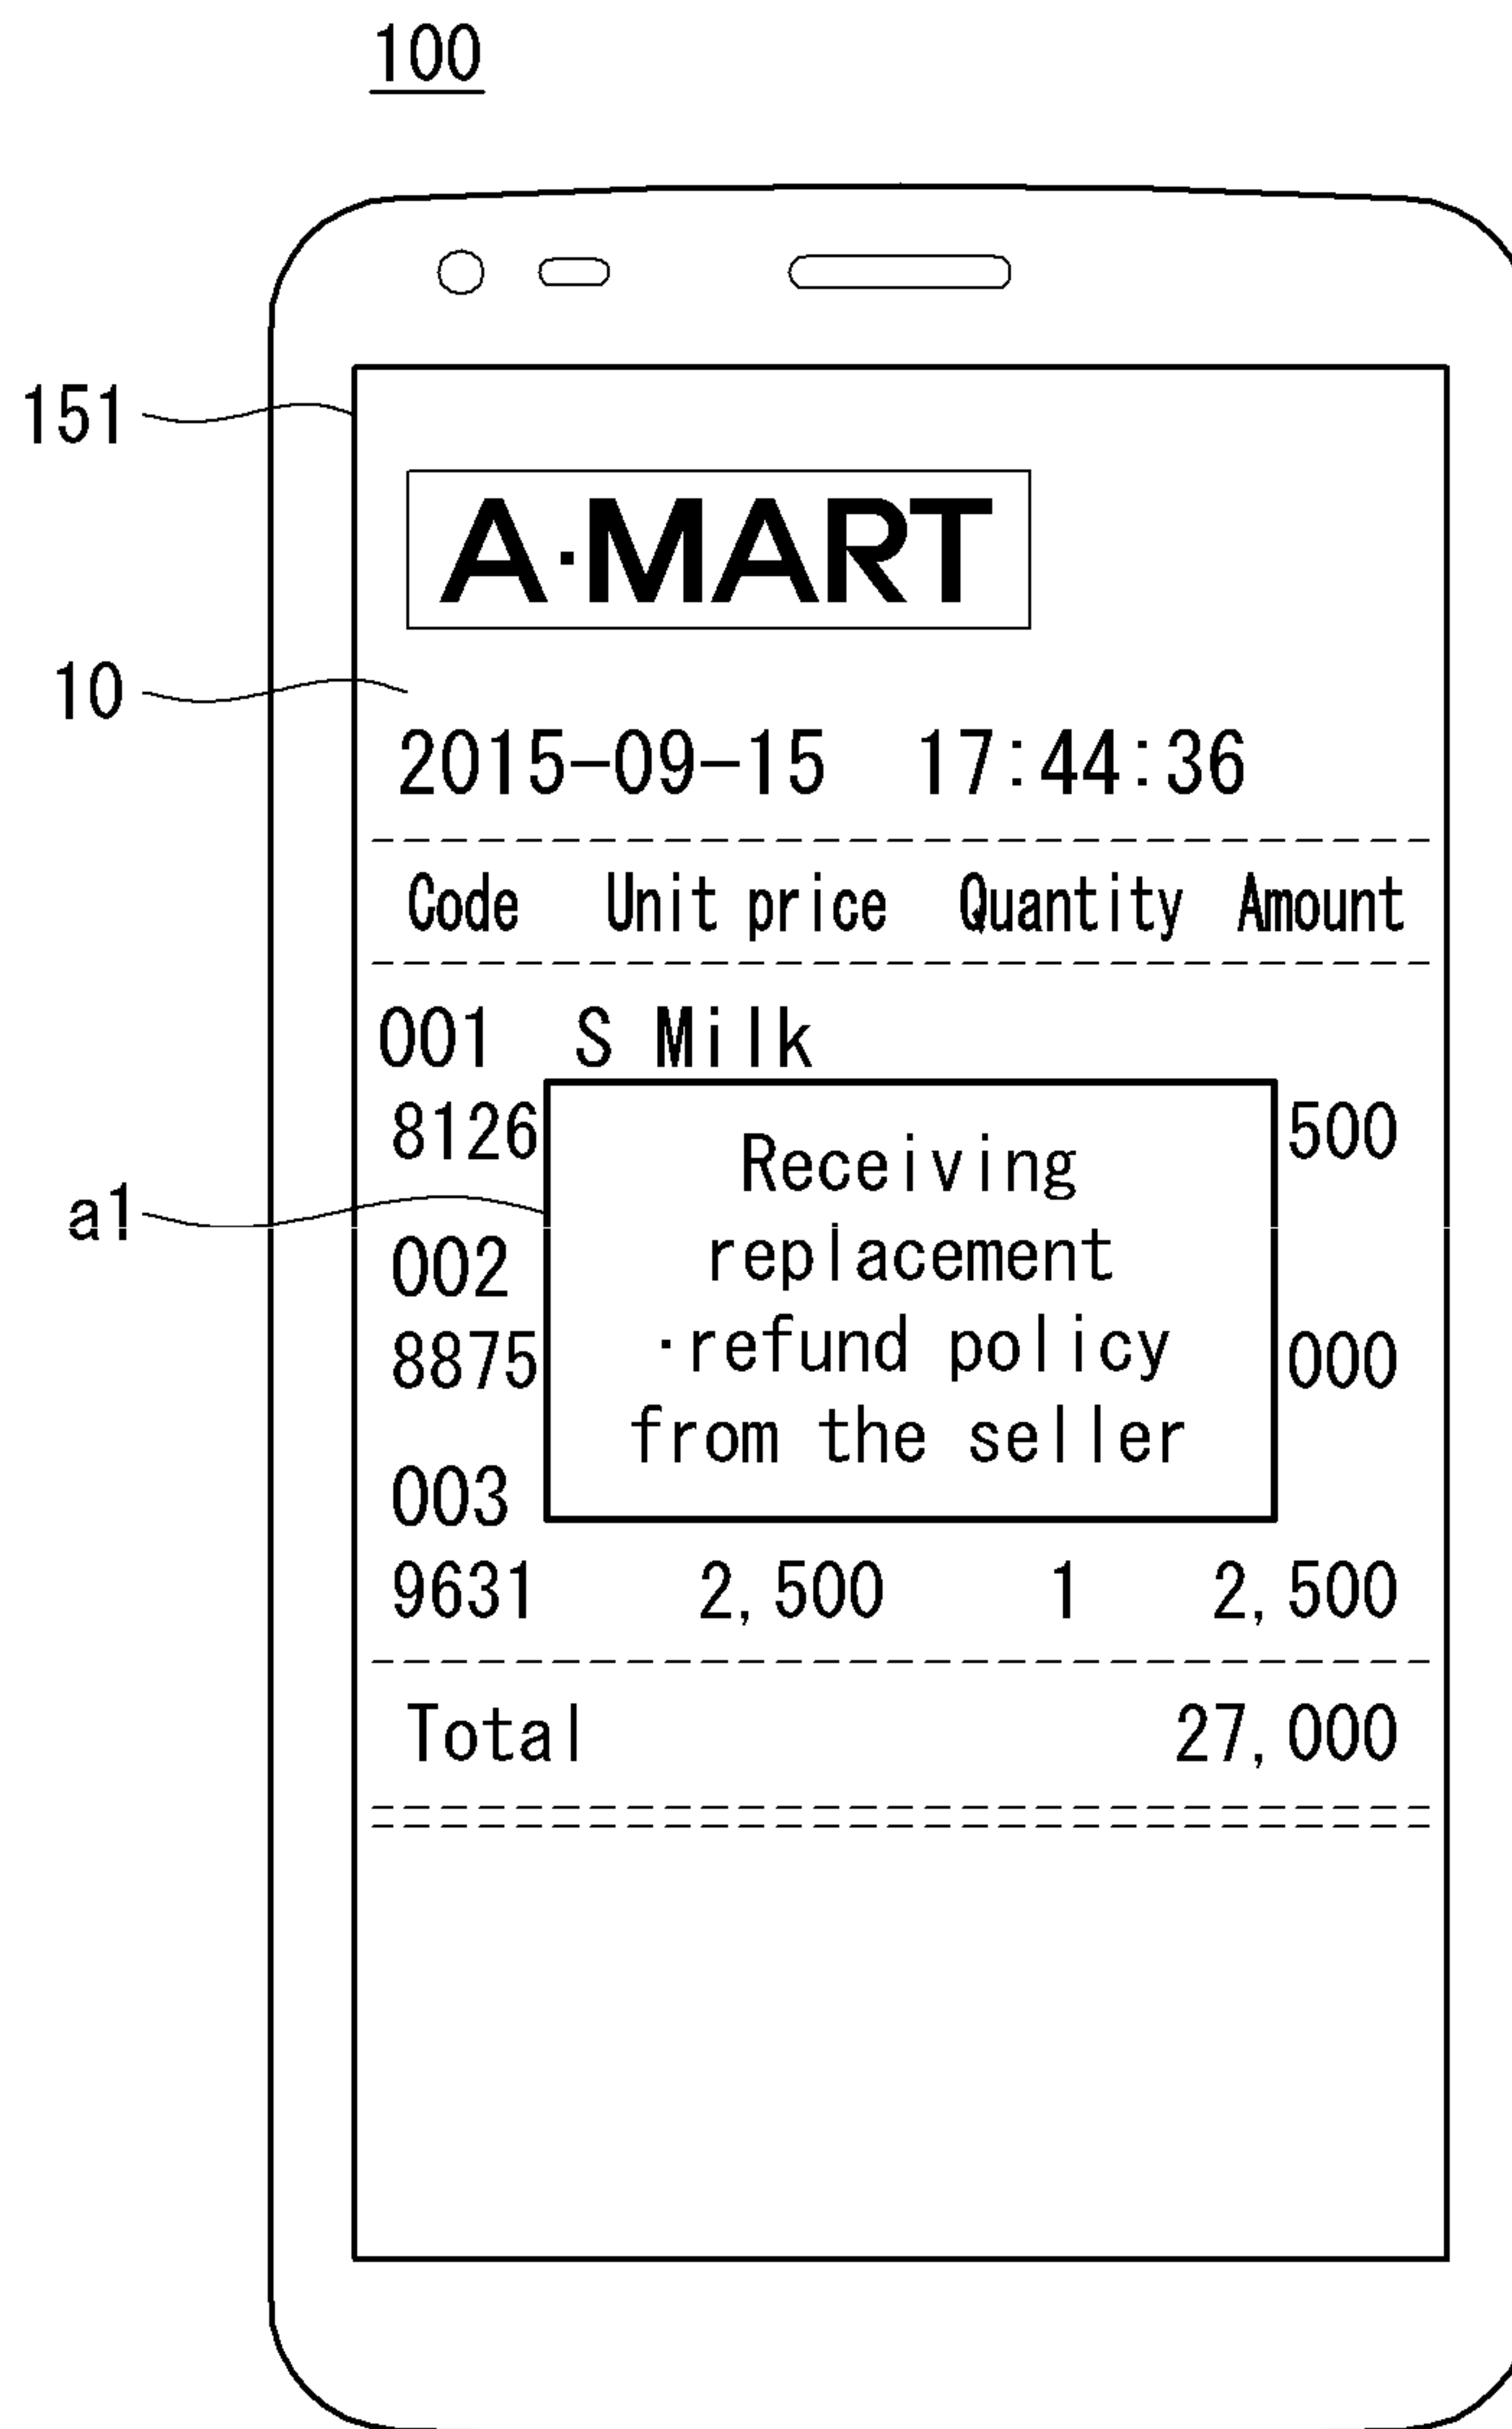 100
151
A·MART
10
2015-09-15 17:44:36
Code Unit price Quantity Amount
001 S Milk
8126 500
a1
Receiving
replacement
·refund policy
from the seller
002
8875 000
003
9631 2,500 1 2,500
Total 27,000